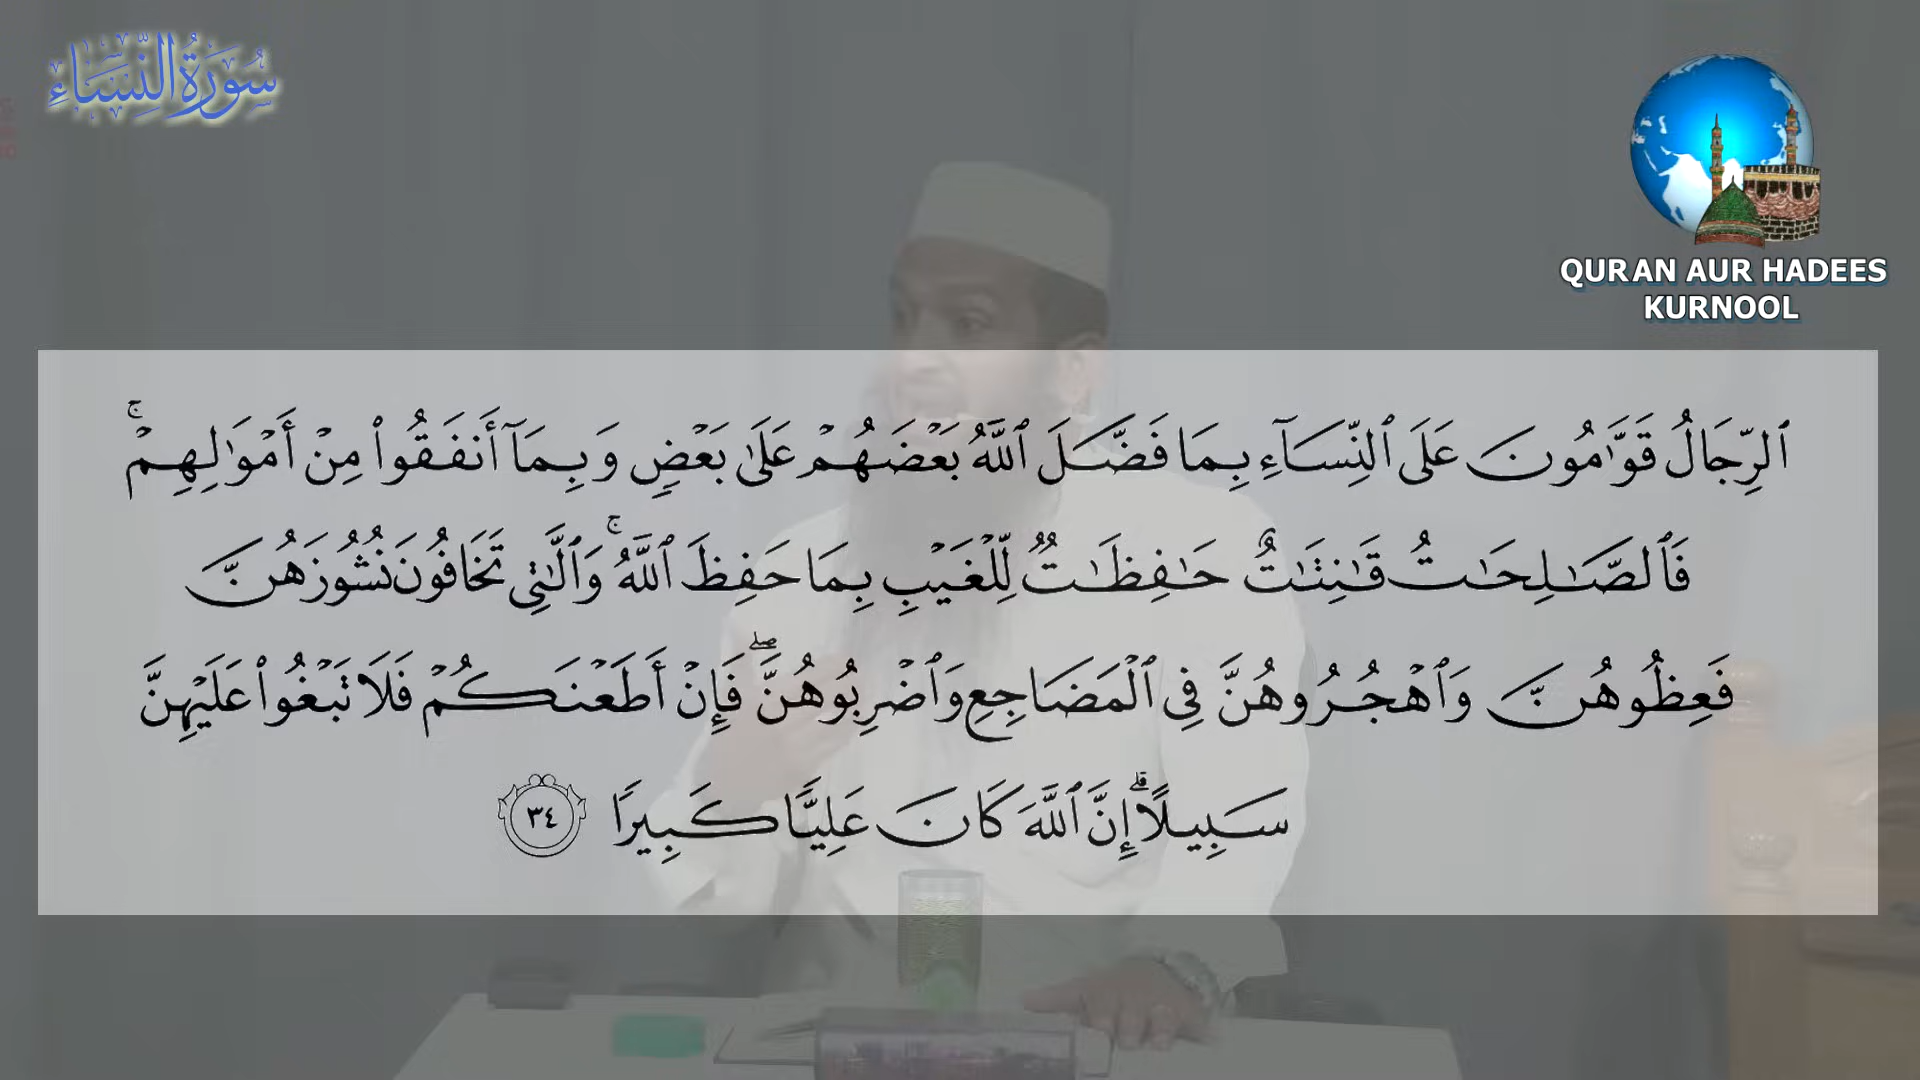 سُورَةُ النِّسَاءِ
QURAN AUR HADEES
KURNOOL
ٱلرِّجَالُ قَوَّٰمُونَ عَلَى ٱلنِّسَآءِ بِمَا فَضَّلَ ٱللَّهُ بَعْضَهُمْ عَلَىٰ بَعْضٍ وَبِمَآ أَنفَقُوا۟ مِنْ أَمْوَٰلِهِمْ ۚ
فَٱلصَّـٰلِحَـٰتُ قَـٰنِتَـٰتٌ حَـٰفِظَـٰتٌ لِّلْغَيْبِ بِمَا حَفِظَ ٱللَّهُ ۚ وَٱلَّـٰتِى تَخَافُونَ نُشُوزَهُنَّ
فَعِظُوهُنَّ وَٱهْجُرُوهُنَّ فِى ٱلْمَضَاجِعِ وَٱضْرِبُوهُنَّ ۖ فَإِنْ أَطَعْنَكُمْ فَلَا تَبْغُوا۟ عَلَيْهِنَّ
سَبِيلًا ۗ إِنَّ ٱللَّهَ كَانَ عَلِيًّا كَبِيرًا ٣٤